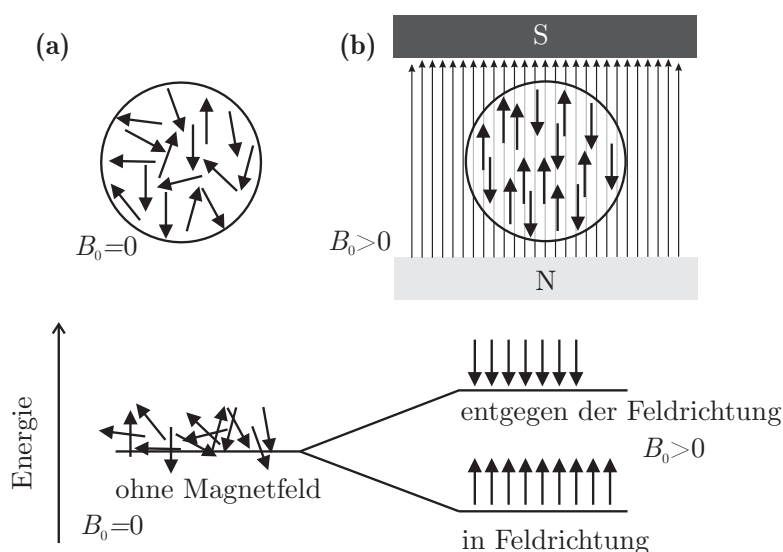 (a)
(b)
S
B₀=0
B₀>0
N
Energie
entgegen der Feldrichtung
B₀>0
ohne Magnetfeld
B₀=0
in Feldrichtung